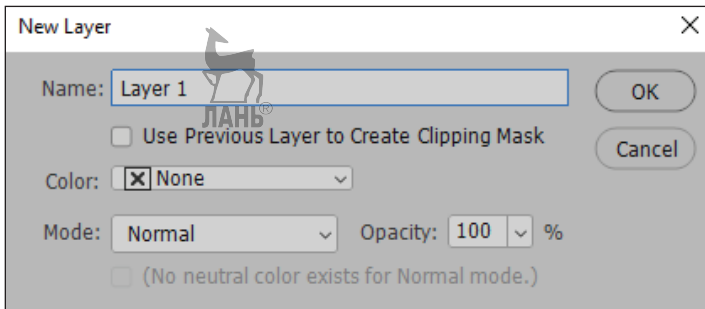 New Layer
Name: Layer 1
OK
ЛАНЬ®
Use Previous Layer to Create Clipping Mask
Cancel
Color: None
Mode: Normal Opacity: 100 %
(No neutral color exists for Normal mode.)